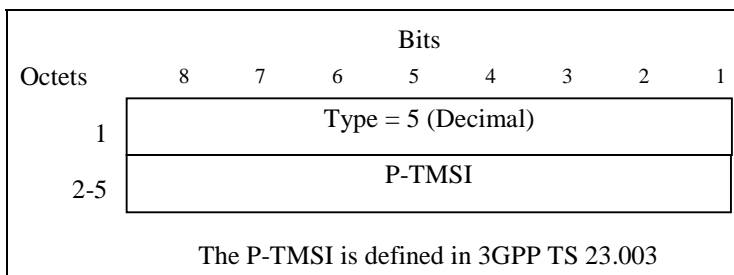 Bits
Octets 8 7 6 5 4 3 2 1
1 Type = 5 (Decimal)
2-5 P-TMSI
The P-TMSI is defined in 3GPP TS 23.003